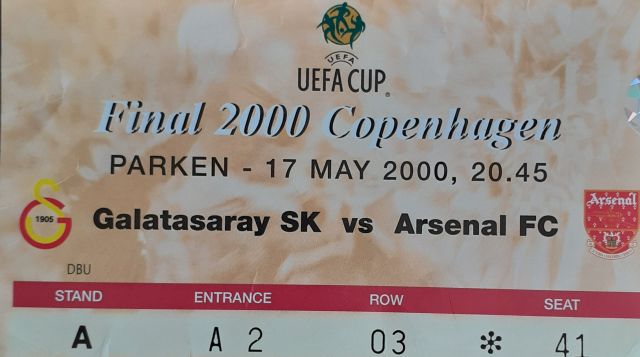 UEFA
UEFA CUP®
Final 2000 Copenhagen
PARKEN - 17 MAY 2000, 20.45
1905 Galatasaray SK vs Arsenal FC Arsenal
DBU
STAND ENTRANCE ROW SEAT
A A 2 03 * 41